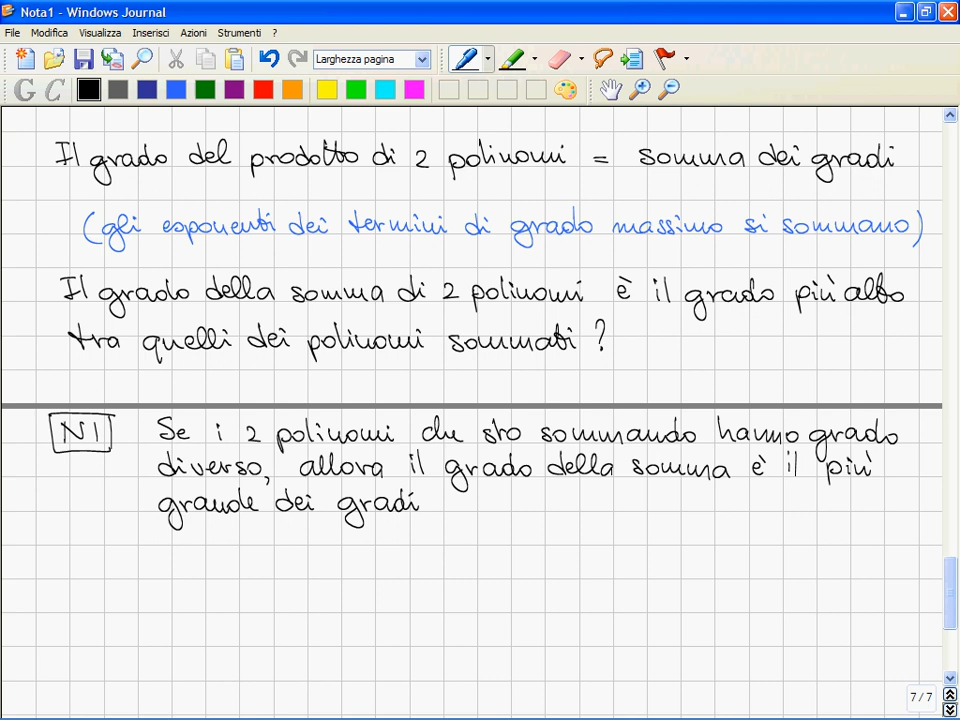 Nota1 - Windows Journal
File Modifica Visualizza Inserisci Azioni Strumenti ?
Larghezza pagina
G C
Il grado del prodotto di 2 polinomi = somma dei gradi
(gli esponenti dei termini di grado massimo si sommano)
Il grado della somma di 2 polinomi è il grado più alto
tra quelli dei polinomi sommati ?
NI Se i 2 polinomi che sto sommando hanno grado
diverso, allora il grado della somma è il più
grande dei gradi
7 / 7